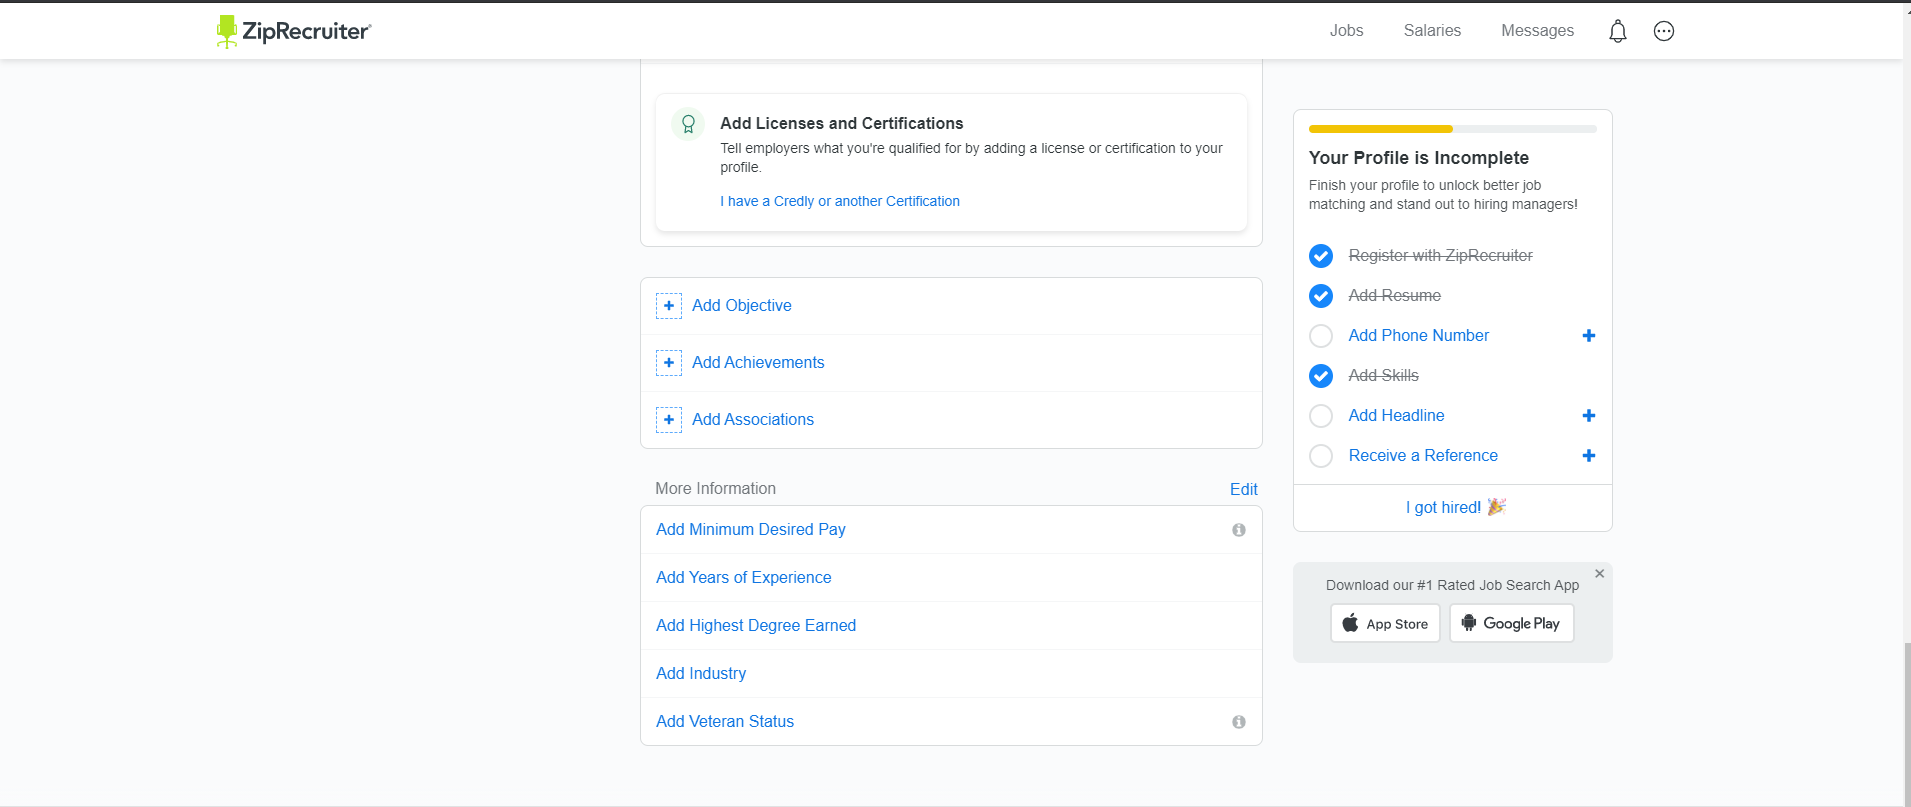 ZipRecruiter
Jobs
Salaries
Messages
Add Licenses and Certifications
Tell employers what you're qualified for by adding a license or certification to your
profile.
I have a Credly or another Certification
Add Objective
Add Achievements
Add Associations
More Information
Edit
Add Minimum Desired Pay
Add Years of Experience
Add Highest Degree Earned
Add Industry
Add Veteran Status
Your Profile is Incomplete
Finish your profile to unlock better job
matching and stand out to hiring managers!
Register with ZipRecruiter
Add Resume
Add Phone Number
Add Skills
Add Headline
Receive a Reference
I got hired! 🎉
Download our #1 Rated Job Search App
App Store
Google Play